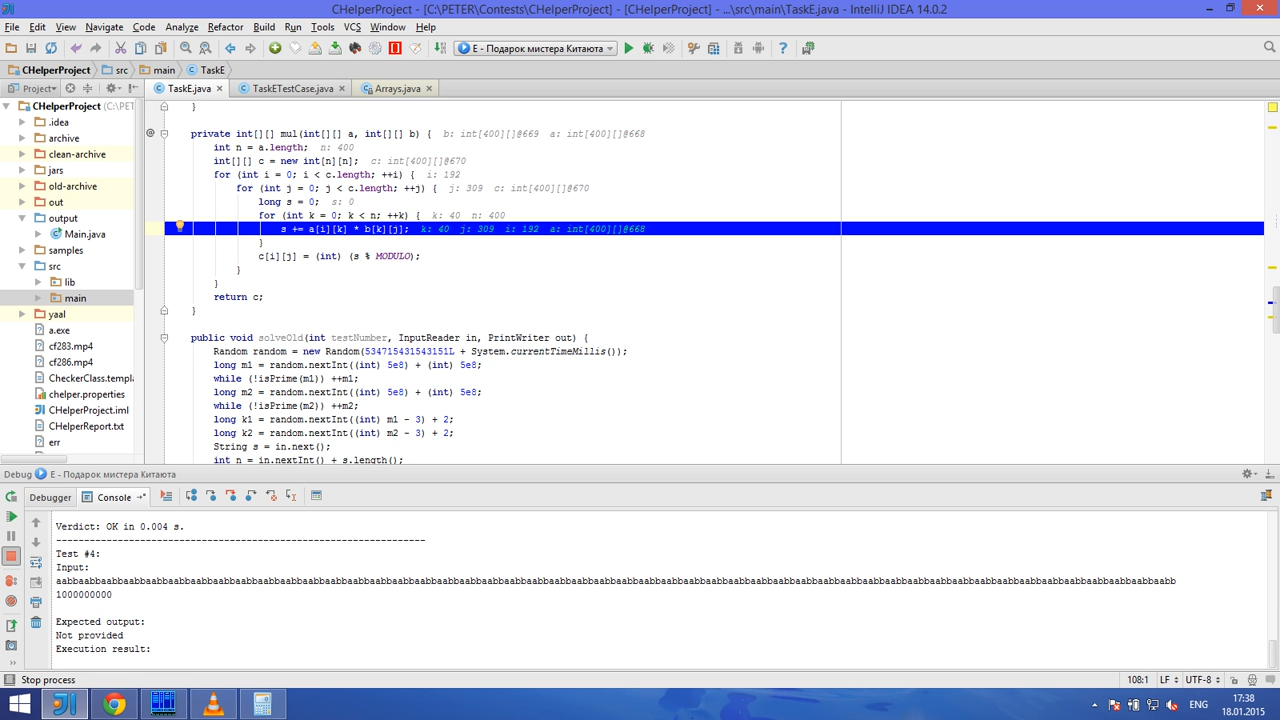 CHelperProject - [C:\PETER\Contests\CHelperProject] - [CHelperProject] - ...\src\main\TaskE.java - IntelliJ IDEA 14.0.2
File Edit View Navigate Code Analyze Refactor Build Run Tools VCS Window Help
E - Подарок мистера Китаюта
CHelperProject src main TaskE
Project TaskE.java TaskETestCase.java Arrays.java
CHelperProject (C:\PET
.idea
archive
clean-archive
jars
old-archive
out
output
Main.java
samples
src
lib
main
yaal
a.exe
cf283.mp4
cf286.mp4
CheckerClass.templa
chelper.properties
CHelperProject.iml
CHelperReport.txt
err
}
private int[][] mul(int[][] a, int[][] b) { b: int[400][]@669 a: int[400][]@668
int n = a.length; n: 400
int[][] c = new int[n][n]; c: int[400][]@670
for (int i = 0; i < c.length; ++i) { i: 192
for (int j = 0; j < c.length; ++j) { j: 309 c: int[400][]@670
long s = 0; s: 0
for (int k = 0; k < n; ++k) { k: 40 n: 400
s += a[i][k] * b[k][j]; k: 40 j: 309 i: 192 a: int[400][]@668
}
c[i][j] = (int) (s % MODULO);
}
}
return c;
}
public void solveOld(int testNumber, InputReader in, PrintWriter out) {
Random random = new Random(534715431543151L + System.currentTimeMillis());
long m1 = random.nextInt((int) 5e8) + (int) 5e8;
while (!isPrime(m1)) ++m1;
long m2 = random.nextInt((int) 5e8) + (int) 5e8;
while (!isPrime(m2)) ++m2;
long k1 = random.nextInt((int) m1 - 3) + 2;
long k2 = random.nextInt((int) m2 - 3) + 2;
String s = in.next();
int n = in.nextInt() + s.length();
Debug E - Подарок мистера Китаюта
Debugger Console
Verdict: OK in 0.004 s.
------------------------------------------------------------------
Test #4:
Input:
aabbaabbaabbaabbaabbaabbaabbaabbaabbaabbaabbaabbaabbaabbaabbaabbaabbaabbaabbaabbaabbaabbaabbaabbaabbaabbaabbaabbaabbaabbaabbaabbaabbaabbaabbaabbaabbaabbaabbaabbaabbaabbaabbaabbaabbaabbaabbaabbaabbaabb
1000000000
Expected output:
Not provided
Execution result:
Stop process 108:1 LF UTF-8
ENG 17:38
18.01.2015